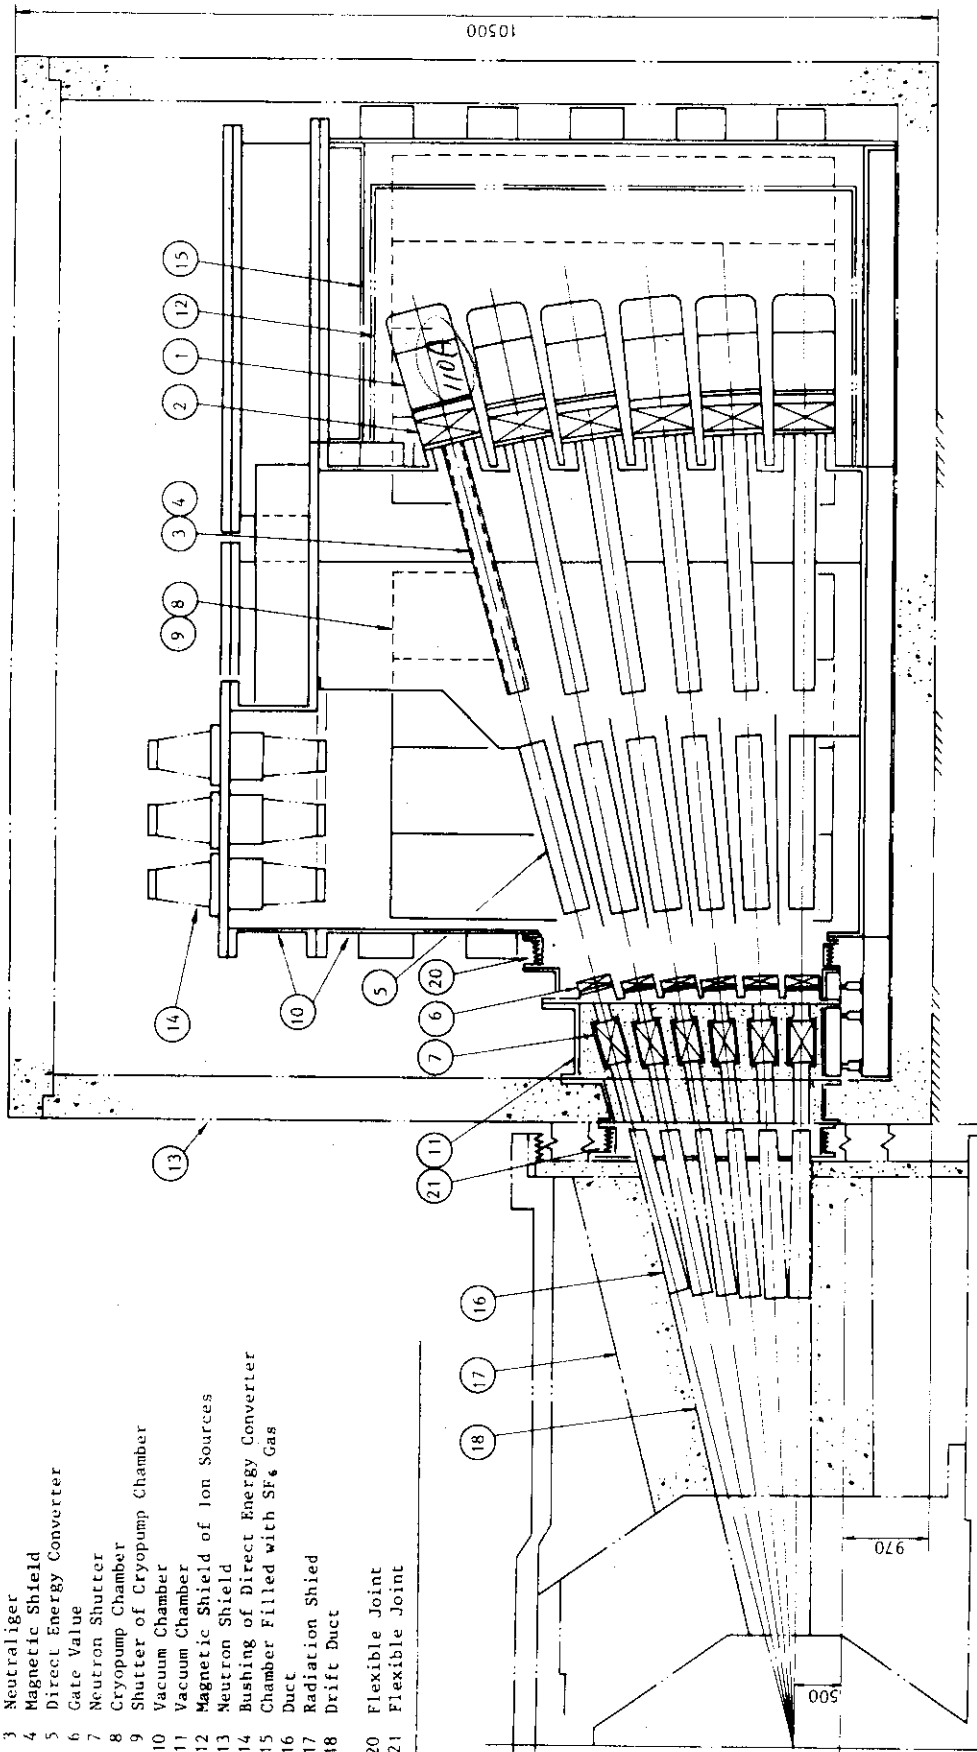 3 Neutraliger
4 Magnetic Shield
5 Direct Energy Converter
6 Gate Value
7 Neutron Shutter
8 Cryopump Chamber
9 Shutter of Cryopump Chamber
10 Vacuum Chamber
11 Vacuum Chamber
12 Magnetic Shield of Ion Sources
13 Neutron Shield
14 Bushing of Direct Energy Converter
15 Chamber Filled with SF₆ Gas
16 Duct
17 Radiation Shied
18 Drift Duct
20 Flexible Joint
21 Flexible Joint
10500
14
10
13
9 8
3 4
2
1
12
15
110A
5
20
6
7
21 11
16
17
18
970
500